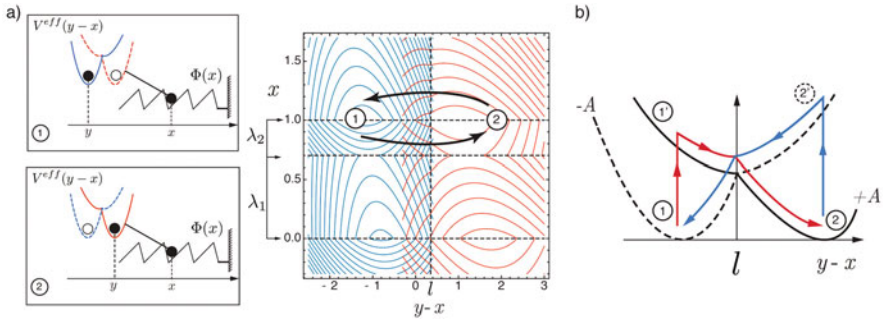 a)
V^{eff}(y-x)
Φ(x)
y
x
1
V^{eff}(y-x)
Φ(x)
y
x
2
x
λ₂
λ₁
1.5
1.0
0.5
0.0
1
2
-2
-1
0
l
1
2
3
y-x
b)
-A
1'
2'
1
2
+A
l
y-x